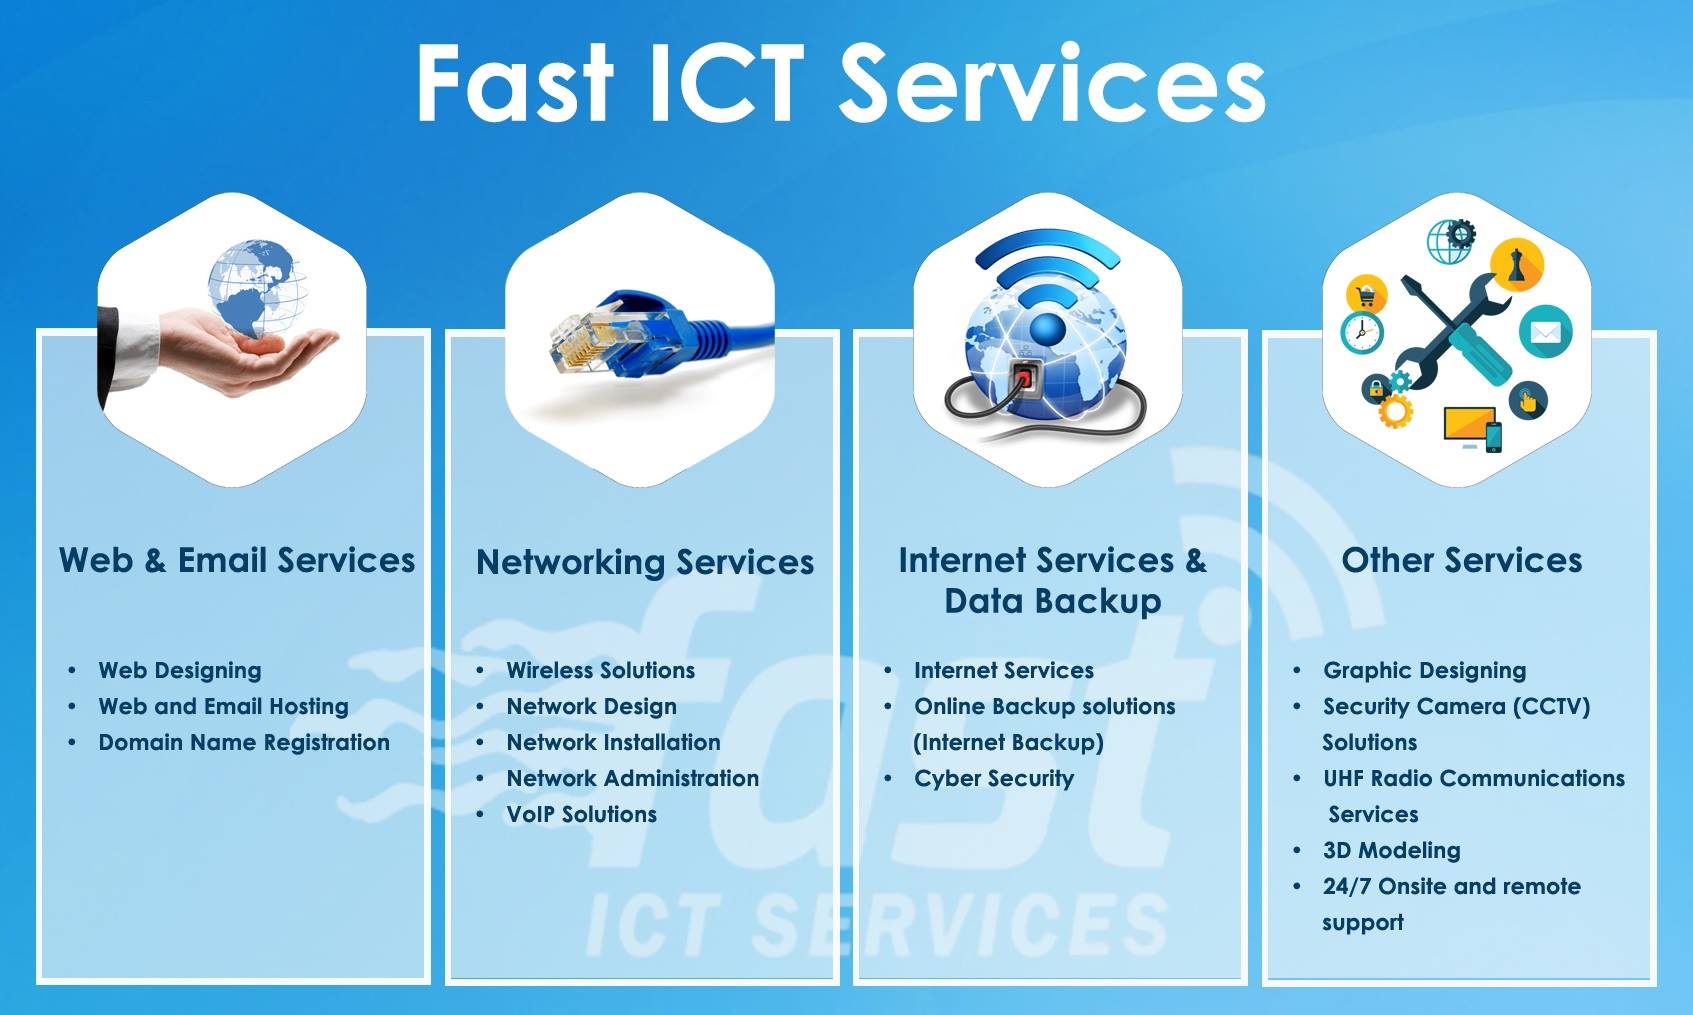 Fast ICT Services
Web & Email Services
• Web Designing
• Web and Email Hosting
• Domain Name Registration
Networking Services
• Wireless Solutions
• Network Design
• Network Installation
• Network Administration
• VoIP Solutions
Internet Services &
Data Backup
• Internet Services
• Online Backup solutions
(Internet Backup)
• Cyber Security
Other Services
• Graphic Designing
• Security Camera (CCTV)
Solutions
• UHF Radio Communications
Services
• 3D Modeling
• 24/7 Onsite and remote
support
fast
ICT SERVICES